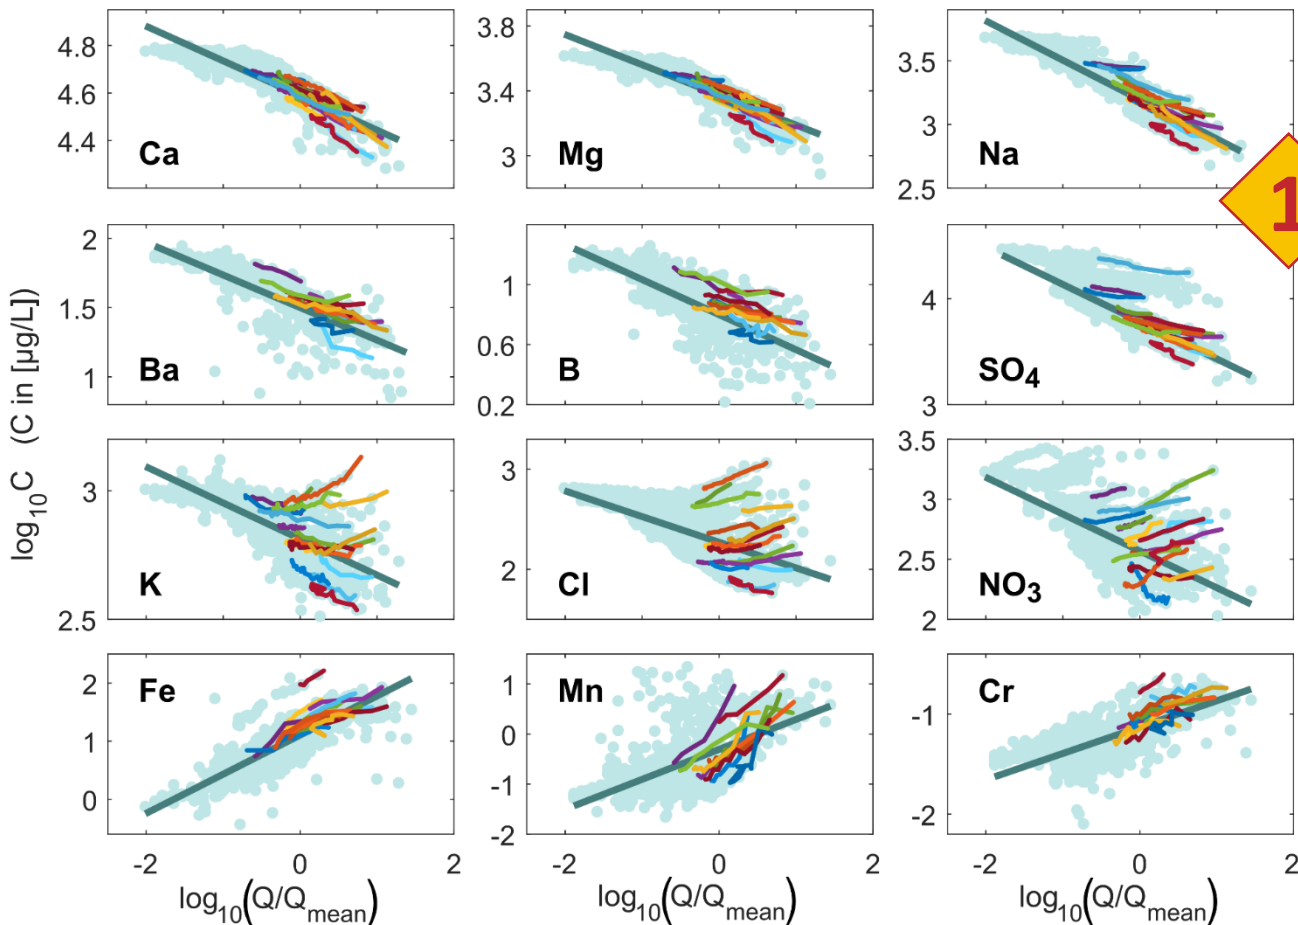 4.8
4.6
4.4
Ca
3.8
3.4
3
Mg
3.5
3
2.5
Na
1
2
1.5
1
Ba
1
0.6
0.2
B
4
3
SO4
log10C (C in [µg/L])
3
2.5
K
3
2
Cl
3.5
3
2.5
2
NO3
2
1
0
Fe
1
0
-1
-2
Mn
-1
-2
Cr
-2 0 2
-2 0 2
-2 0 2
log10(Q/Qmean)
log10(Q/Qmean)
log10(Q/Qmean)